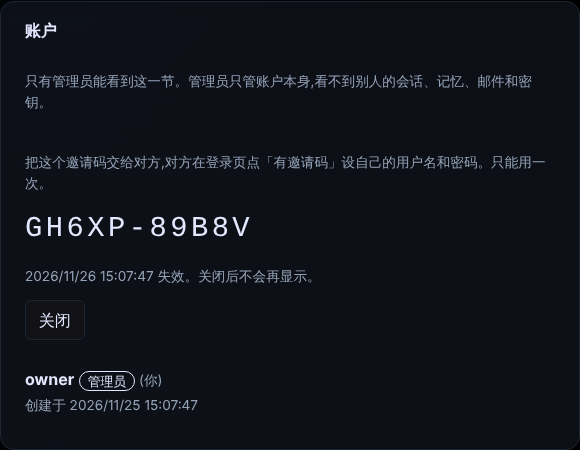 账户
只有管理员能看到这一节。管理员只管账户本身,看不到别人的会话、记忆、邮件和密
钥。
把这个邀请码交给对方,对方在登录页点「有邀请码」设自己的用户名和密码。只能用一
次。
GH6XP-89B8V
2026/11/26 15:07:47 失效。关闭后不会再显示。
关闭
owner 管理员 (你)
创建于 2026/11/25 15:07:47